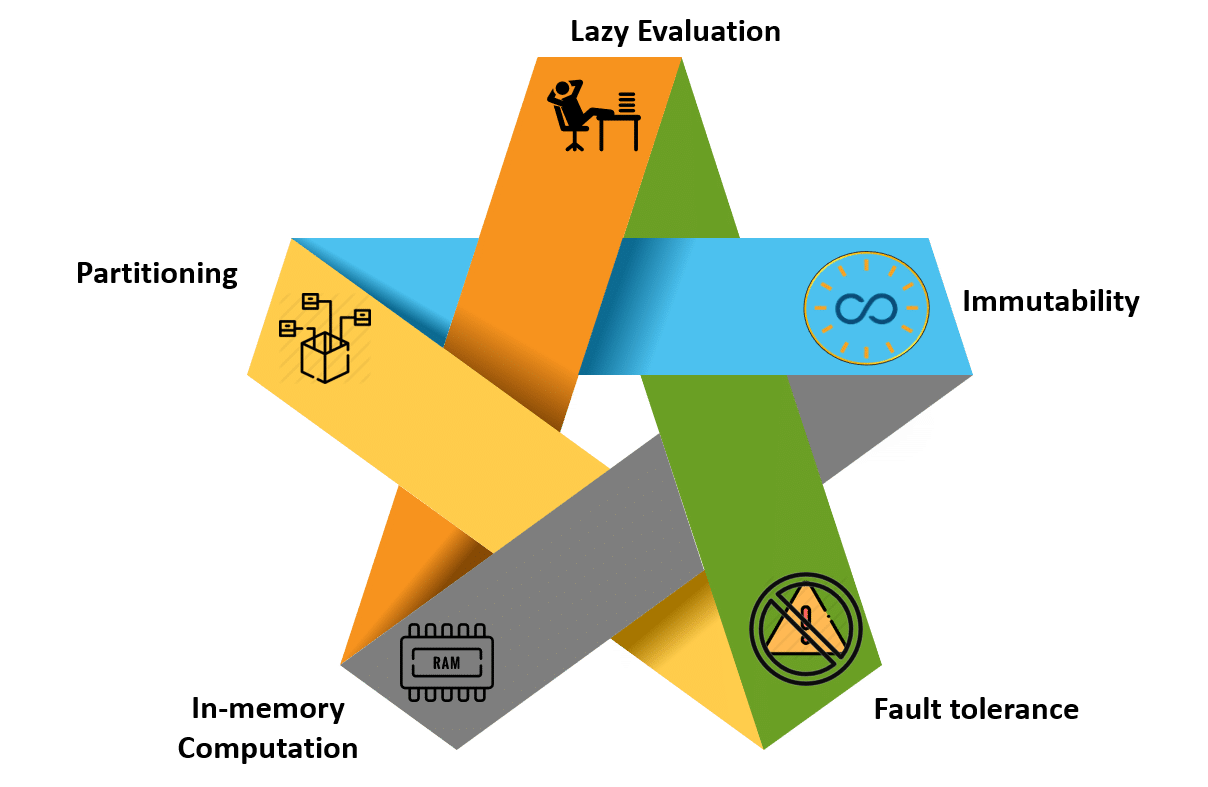 Lazy Evaluation
Partitioning
Immutability
RAM
In-memory
Computation
Fault tolerance